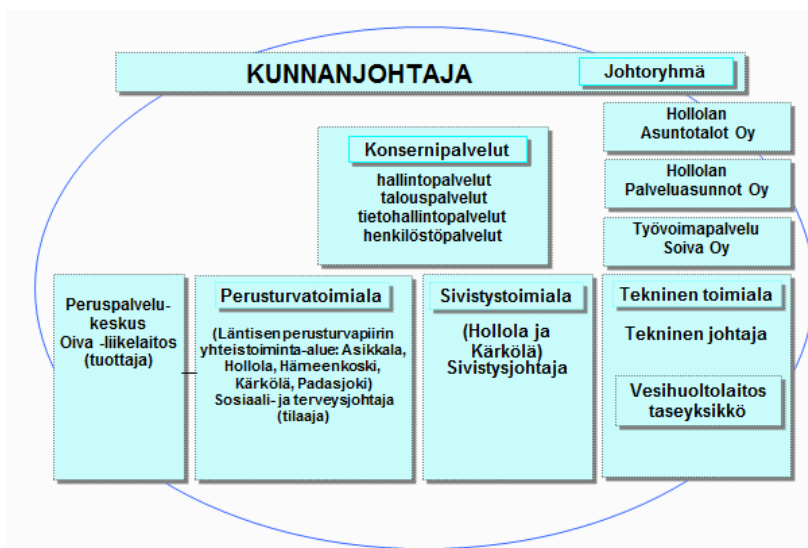 KUNNANJOHTAJA
Johtoryhmä
Hollolan
Asuntotalot Oy
Konsernipalvelut
hallintopalvelut
talouspalvelut
tietohallintopalvelut
henkilöstöpalvelut
Hollolan
Palveluasunnot Oy
Työvoimapalvelu
Soiva Oy
Peruspalvelu-
keskus
Oiva -liikelaitos
(tuottaja)
Perusturvatoimiala
(Läntisen perusturvapiirin
yhteistoiminta-alue: Asikkala,
Hollola, Hämeenkoski,
Kärkölä, Padasjoki)
Sosiaali- ja terveysjohtaja
(tilaaja)
Sivistystoimiala
(Hollola ja
Kärkölä)
Sivistysjohtaja
Tekninen toimiala
Tekninen johtaja
Vesihuoltolaitos
taseyksikkö